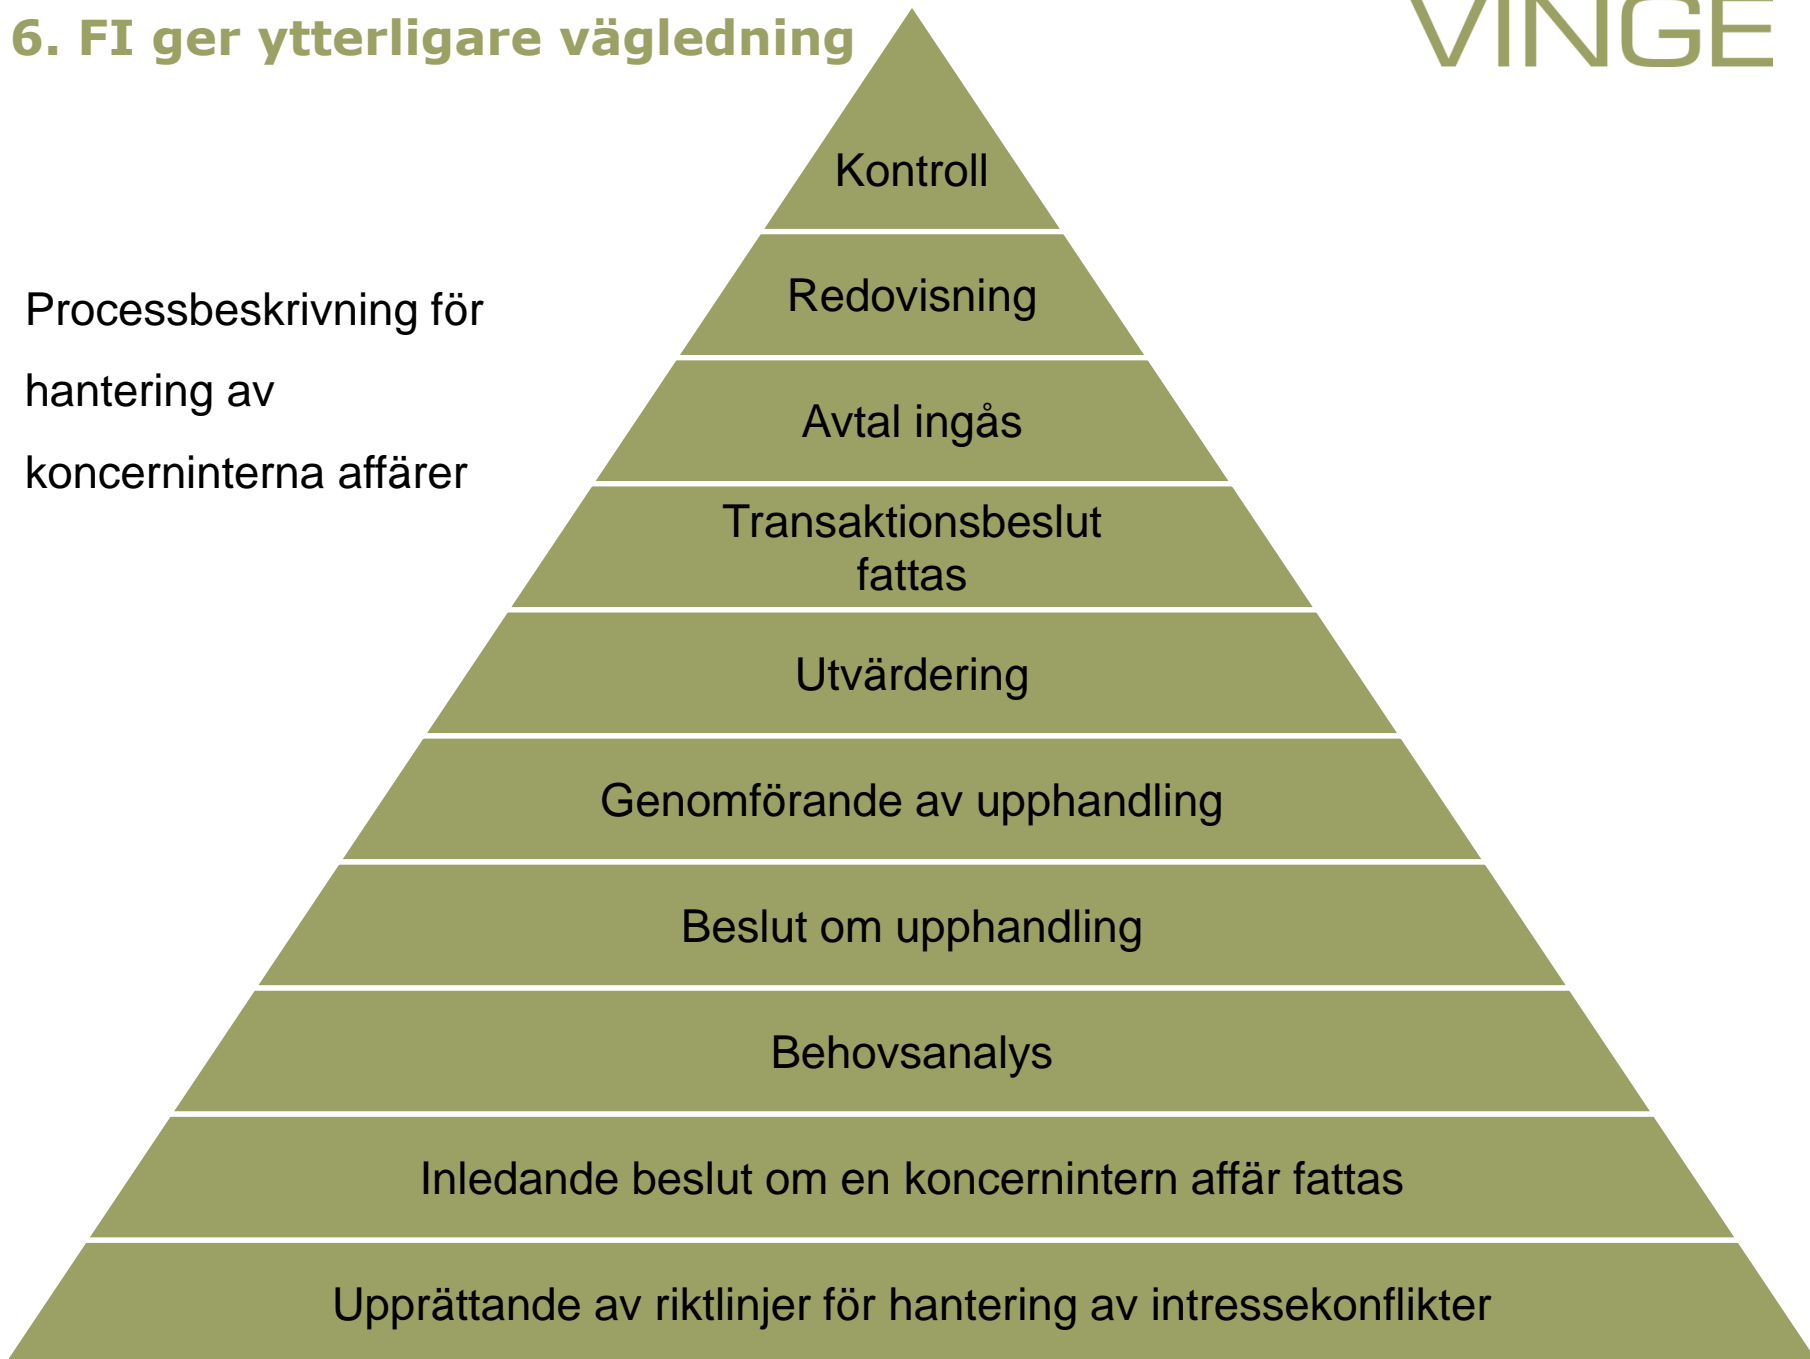 6. FI ger ytterligare vägledning
VINGE
Kontroll
Redovisning
Processbeskrivning för
hantering av
koncerninterna affärer
Avtal ingås
Transaktionsbeslut
fattas
Utvärdering
Genomförande av upphandling
Beslut om upphandling
Behovsanalys
Inledande beslut om en koncernintern affär fattas
Upprättande av riktlinjer för hantering av intressekonflikter